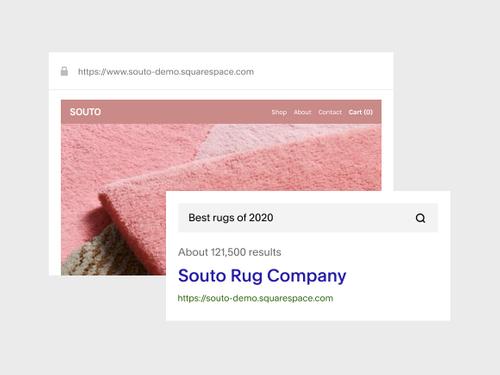 https://www.souto-demo.squarespace.com
SOUTO
Shop About Contact Cart (0)
Best rugs of 2020
About 121,500 results
Souto Rug Company
https://souto-demo.squarespace.com